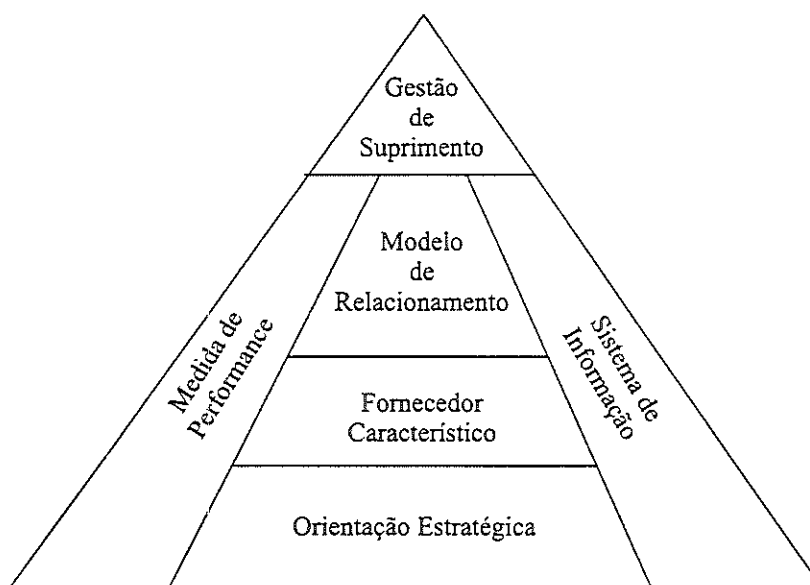 Gestão
de
Suprimento
Modelo
de
Relacionamento
Medida de
Performance
Sistema de
Informação
Fornecedor
Característico
Orientação Estratégica